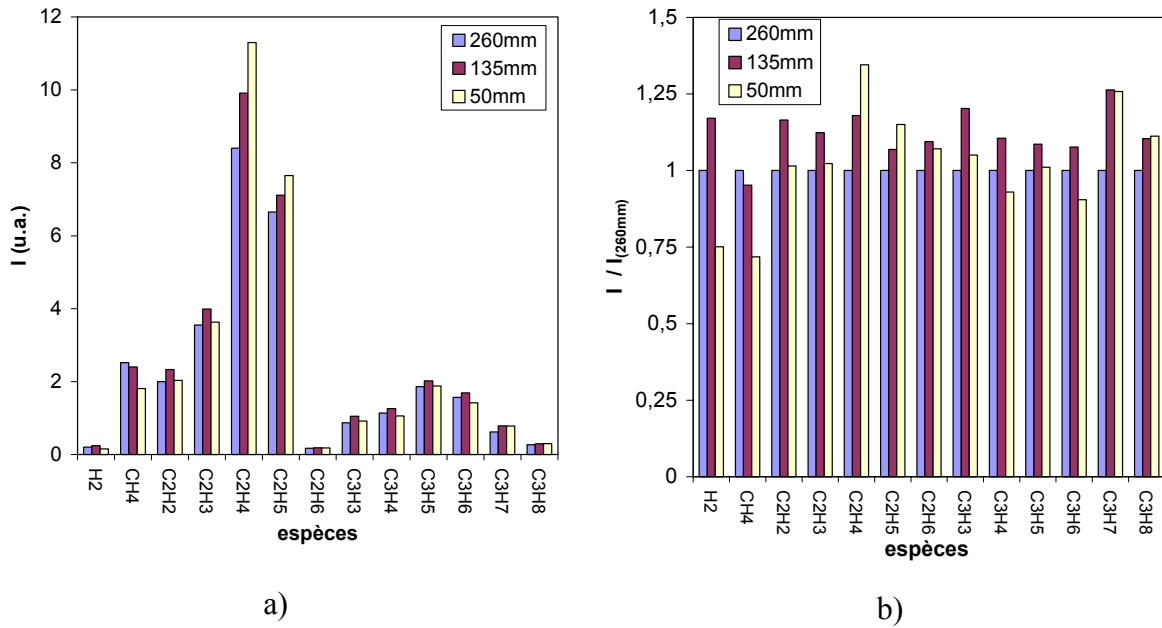 12
10
8
6
4
2
0
I (u.a.)
260mm
135mm
50mm
H2
CH4
C2H2
C2H3
C2H4
C2H5
C2H6
C3H3
C3H4
C3H5
C3H6
C3H7
C3H8
espèces
a)
1,5
1,25
1
0,75
0,5
0,25
0
I / I(260mm)
260mm
135mm
50mm
H2
CH4
C2H2
C2H3
C2H4
C2H5
C2H6
C3H3
C3H4
C3H5
C3H6
C3H7
C3H8
espèces
b)